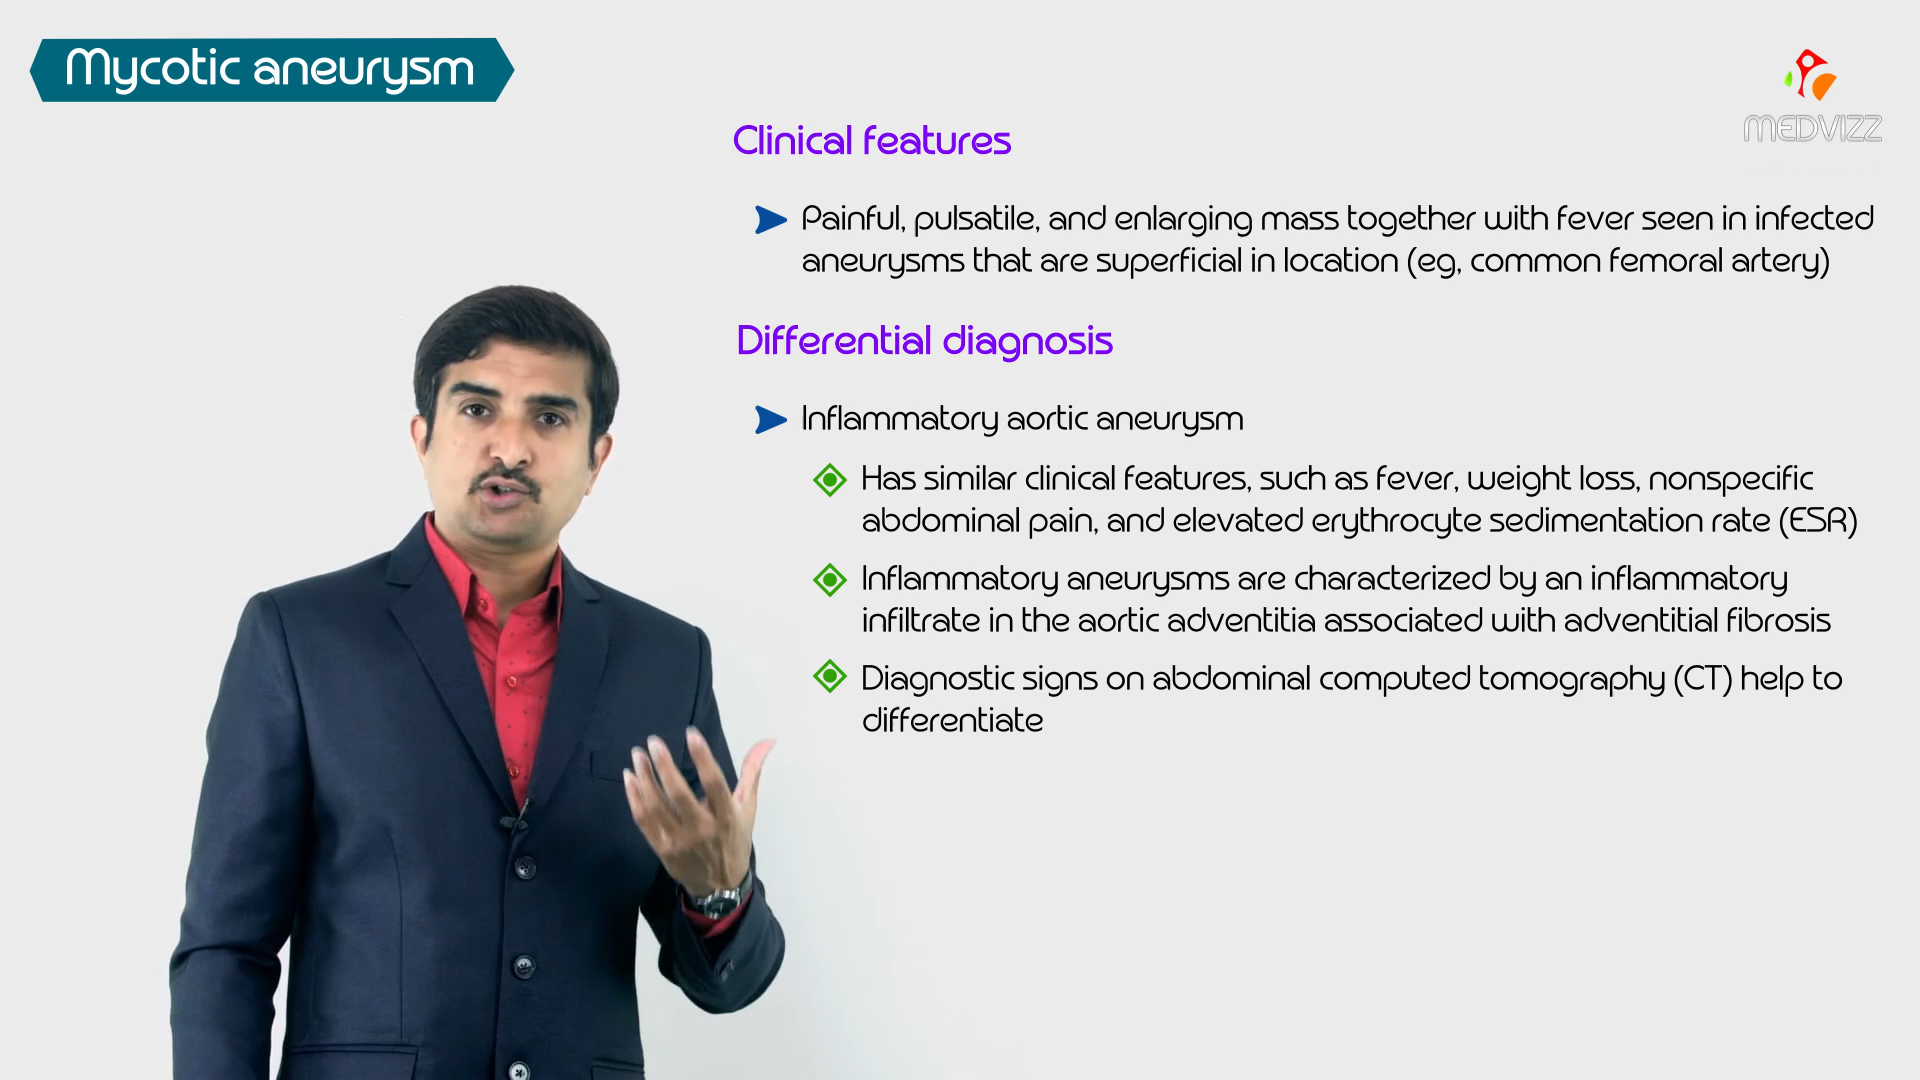 Mycotic aneurysm
MEDVIZZ
Clinical features
Painful, pulsatile, and enlarging mass together with fever seen in infected
aneurysms that are superficial in location (eg, common femoral artery)
Differential diagnosis
Inflammatory aortic aneurysm
Has similar clinical features, such as fever, weight loss, nonspecific
abdominal pain, and elevated erythrocyte sedimentation rate (ESR)
Inflammatory aneurysms are characterized by an inflammatory
infiltrate in the aortic adventitia associated with adventitial fibrosis
Diagnostic signs on abdominal computed tomography (CT) help to
differentiate